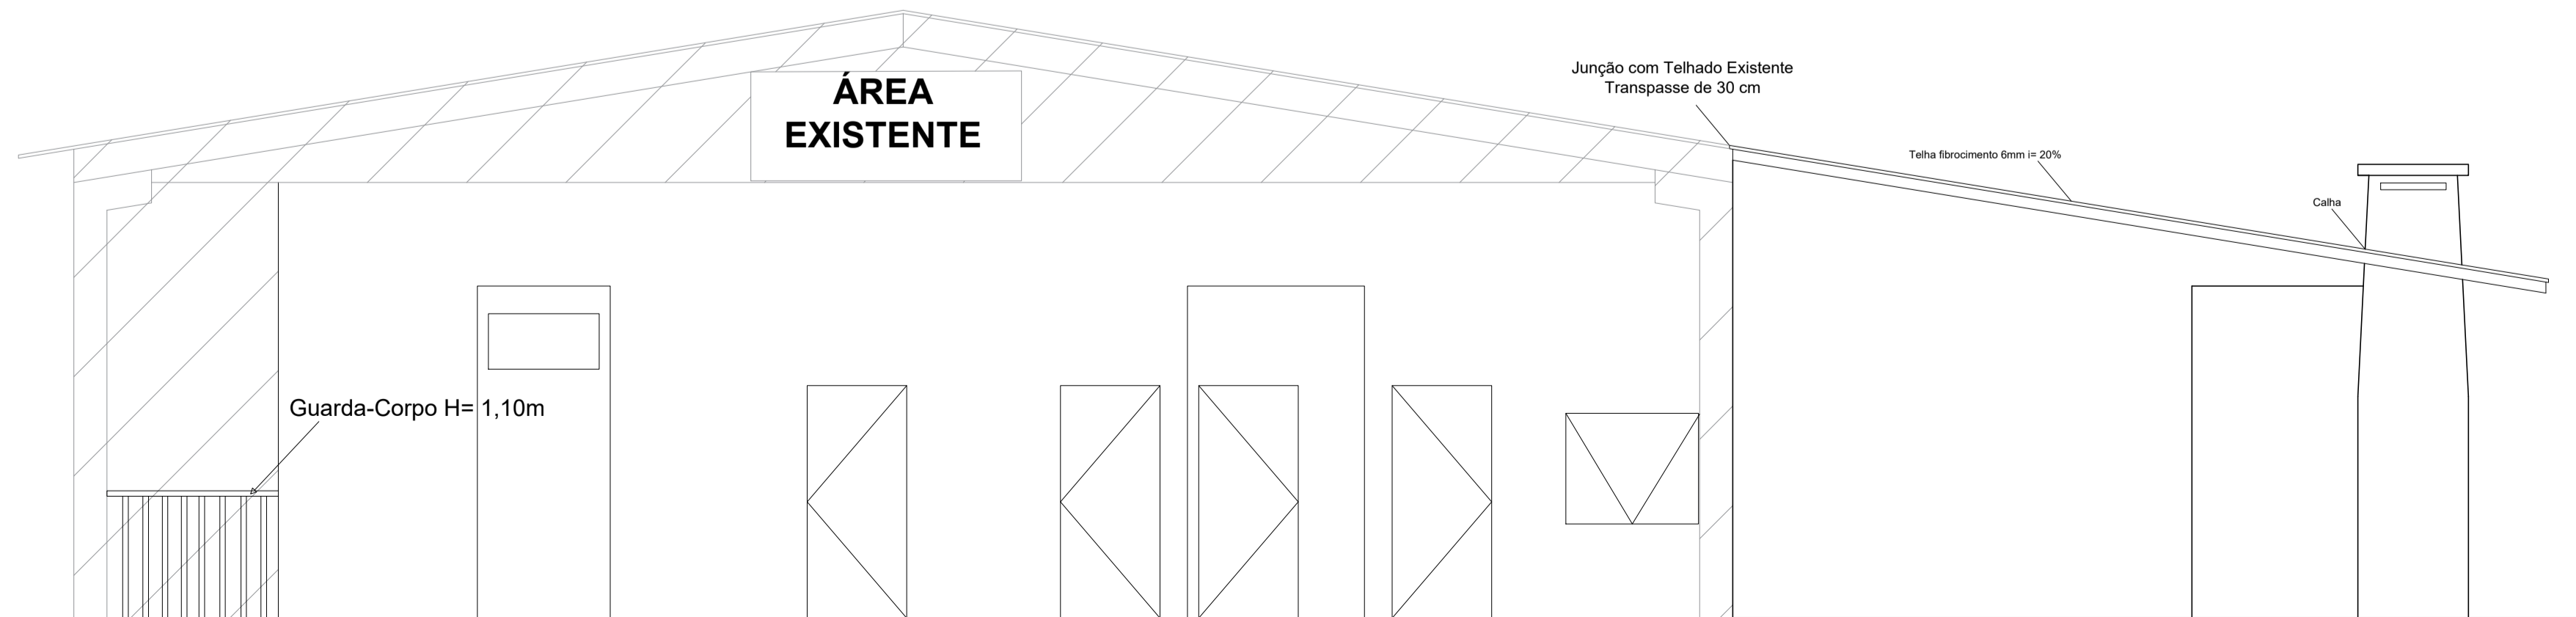 ÁREA
EXISTENTE
Junção com Telhado Existente
Transpasse de 30 cm
Telha fibrocimento 6mm i= 20%
Calha
Guarda-Corpo H= 1,10m